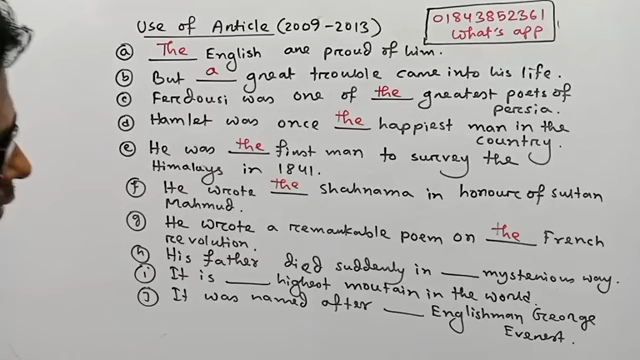 Use of Article (2009-2013)
01843852361
What's app
ⓐ The English are proud of him.
ⓑ But a great trouble came into his life.
ⓒ Ferdousi was one of the greatest poets of
persia.
ⓓ Hamlet was once the happiest man in the
country.
ⓔ He was the first man to survey the
Himalays in 1841.
ⓕ He wrote the shahnama in honour of sultan
Mahmud.
ⓖ He wrote a remarkable poem on the French
revolution.
ⓗ His father died suddenly in ___ mysterious way.
ⓘ It is ___ highest moutain in the world.
ⓙ It was named after ___ Englishman George
Everest.